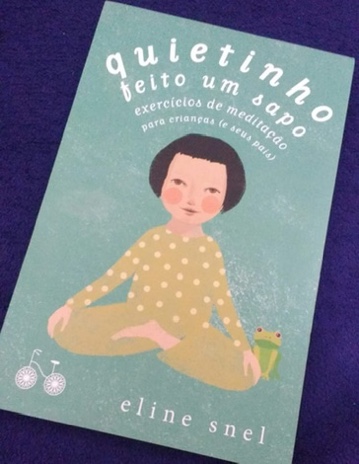 quietinho
feito um sapo
exercícios de meditação
para crianças (e seus pais)
eline snel